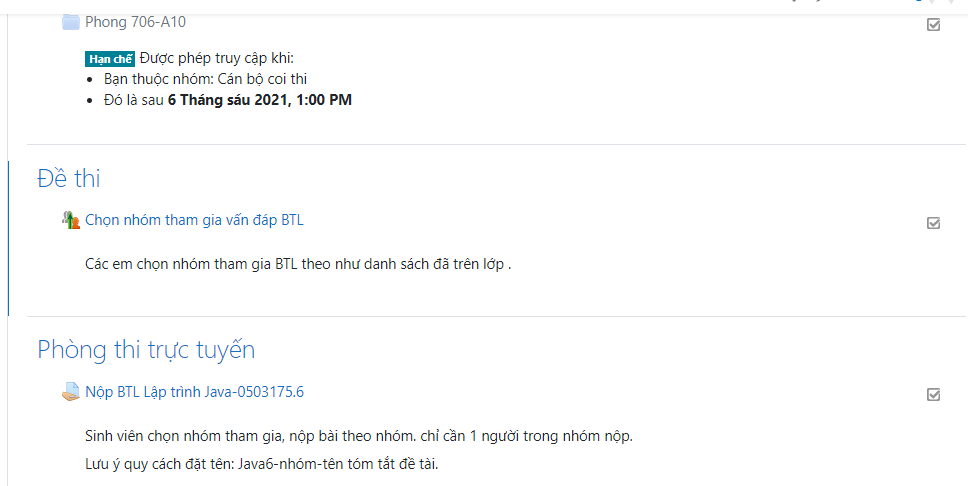 Phong 706-A10
Hạn chế Được phép truy cập khi:
Bạn thuộc nhóm: Cán bộ coi thi
Đó là sau 6 Tháng sáu 2021, 1:00 PM
Đề thi
Chọn nhóm tham gia vấn đáp BTL
Các em chọn nhóm tham gia BTL theo như danh sách đã trên lớp .
Phòng thi trực tuyến
Nộp BTL Lập trình Java-0503175.6
Sinh viên chọn nhóm tham gia, nộp bài theo nhóm. chỉ cần 1 người trong nhóm nộp.
Lưu ý quy cách đặt tên: Java6-nhóm-tên tóm tắt đề tài.